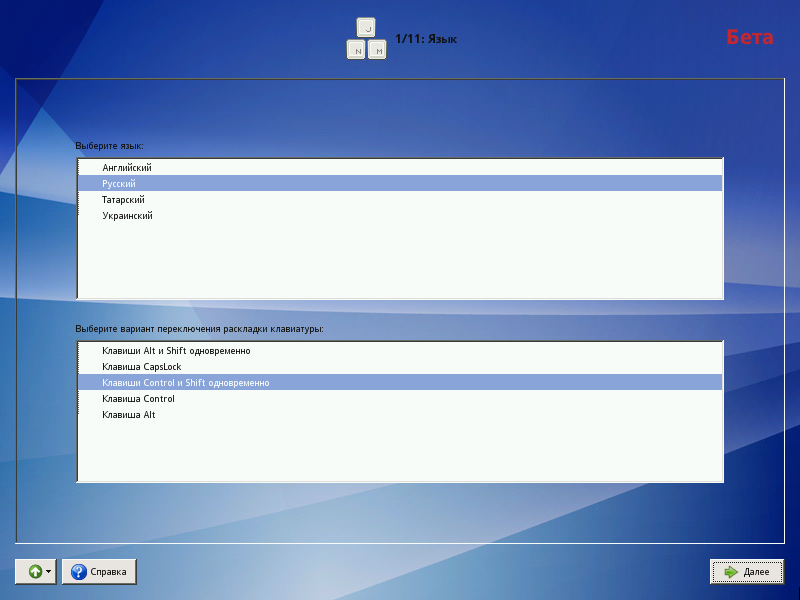 J
N M
1/11: Язык
Бета
Выберите язык:
Английский
Русский
Татарский
Украинский
Выберите вариант переключения раскладки клавиатуры:
Клавиши Alt и Shift одновременно
Клавиша CapsLock
Клавиши Control и Shift одновременно
Клавиша Control
Клавиша Alt
Справка
Далее